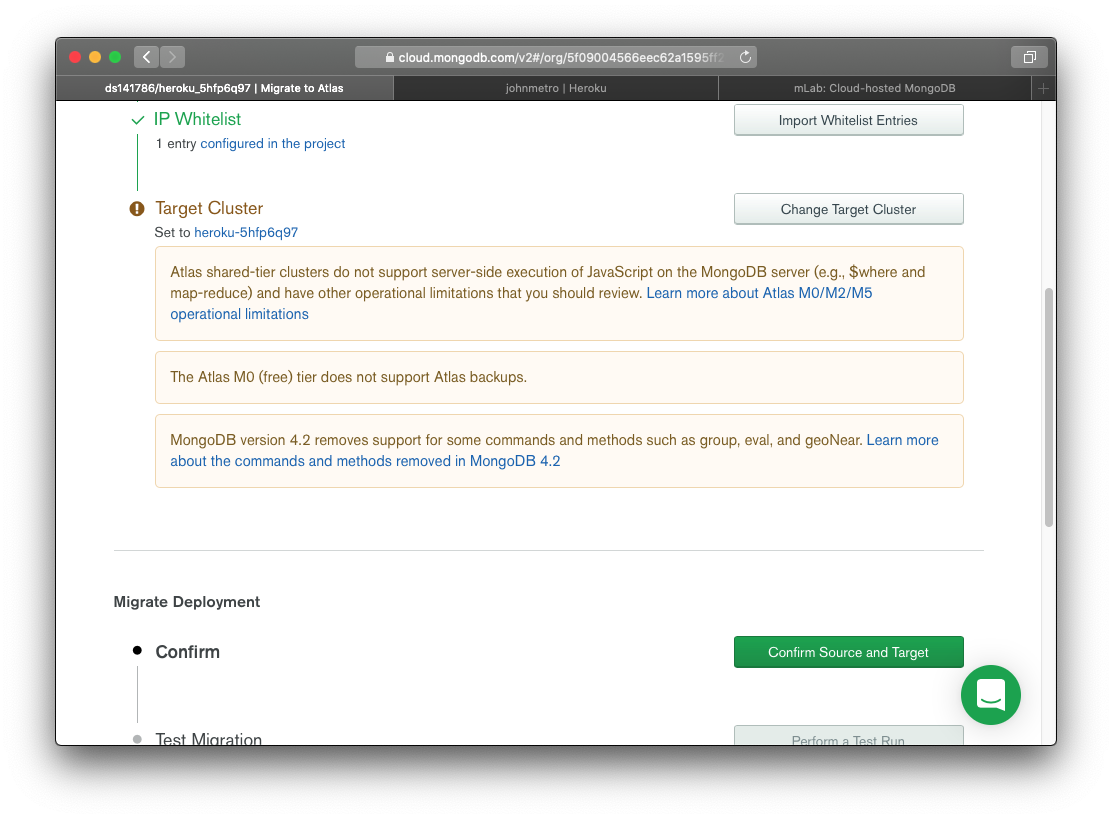 cloud.mongodb.com/v2#/org/5f09004566eec62a1595ff2
ds141786/heroku_5hfp6q97 | Migrate to Atlas
johnmetro | Heroku
mLab: Cloud-hosted MongoDB
IP Whitelist
Import Whitelist Entries
1 entry configured in the project
Target Cluster
Change Target Cluster
Set to heroku-5hfp6q97
Atlas shared-tier clusters do not support server-side execution of JavaScript on the MongoDB server (e.g., $where and
map-reduce) and have other operational limitations that you should review. Learn more about Atlas M0/M2/M5
operational limitations
The Atlas M0 (free) tier does not support Atlas backups.
MongoDB version 4.2 removes support for some commands and methods such as group, eval, and geoNear. Learn more
about the commands and methods removed in MongoDB 4.2
Migrate Deployment
Confirm
Confirm Source and Target
Test Migration
Perform a Test Run